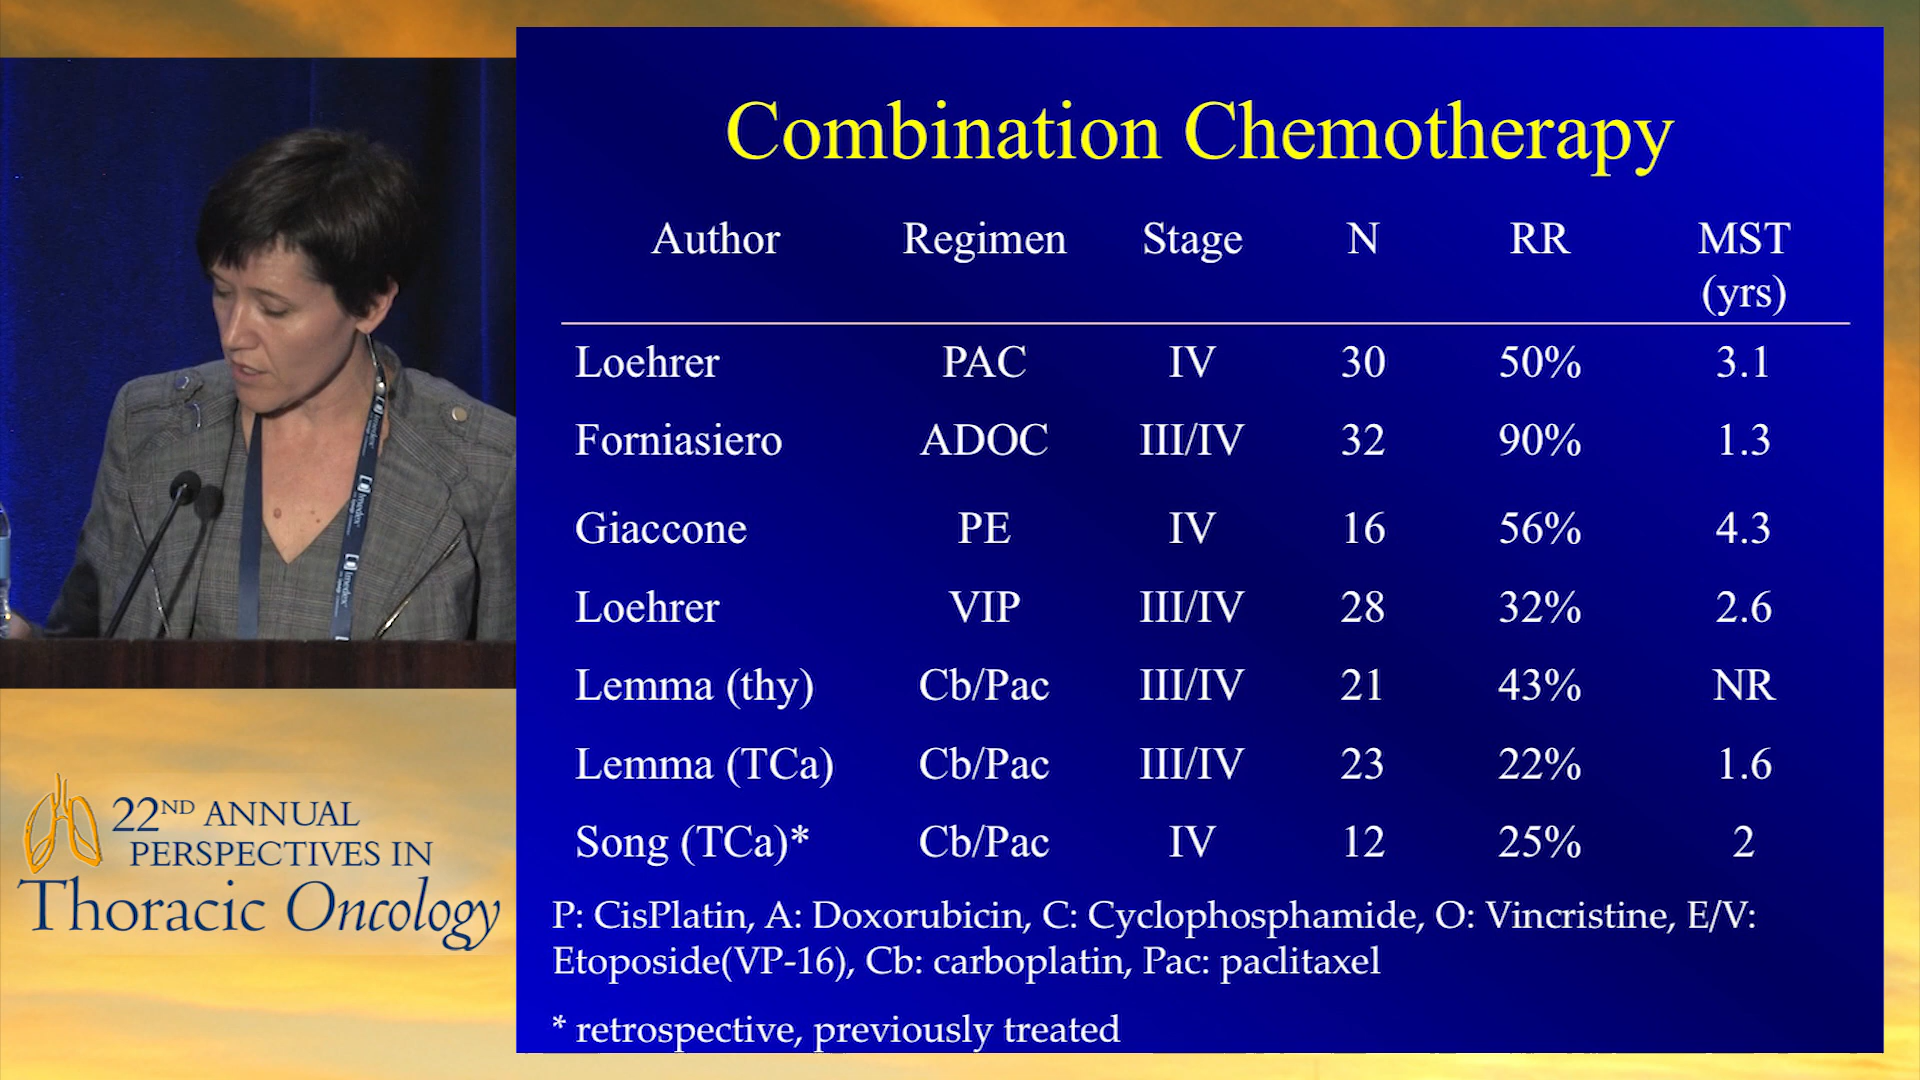 Combination Chemotherapy
Author Regimen Stage N RR MST
(yrs)
Loehrer PAC IV 30 50% 3.1
Forniasiero ADOC III/IV 32 90% 1.3
Giaccone PE IV 16 56% 4.3
Loehrer VIP III/IV 28 32% 2.6
Lemma (thy) Cb/Pac III/IV 21 43% NR
Lemma (TCa) Cb/Pac III/IV 23 22% 1.6
Song (TCa)* Cb/Pac IV 12 25% 2
P: CisPlatin, A: Doxorubicin, C: Cyclophosphamide, O: Vincristine, E/V:
Etoposide(VP-16), Cb: carboplatin, Pac: paclitaxel
* retrospective, previously treated
imedex
imedex
imedex
22ND ANNUAL
PERSPECTIVES IN
Thoracic Oncology